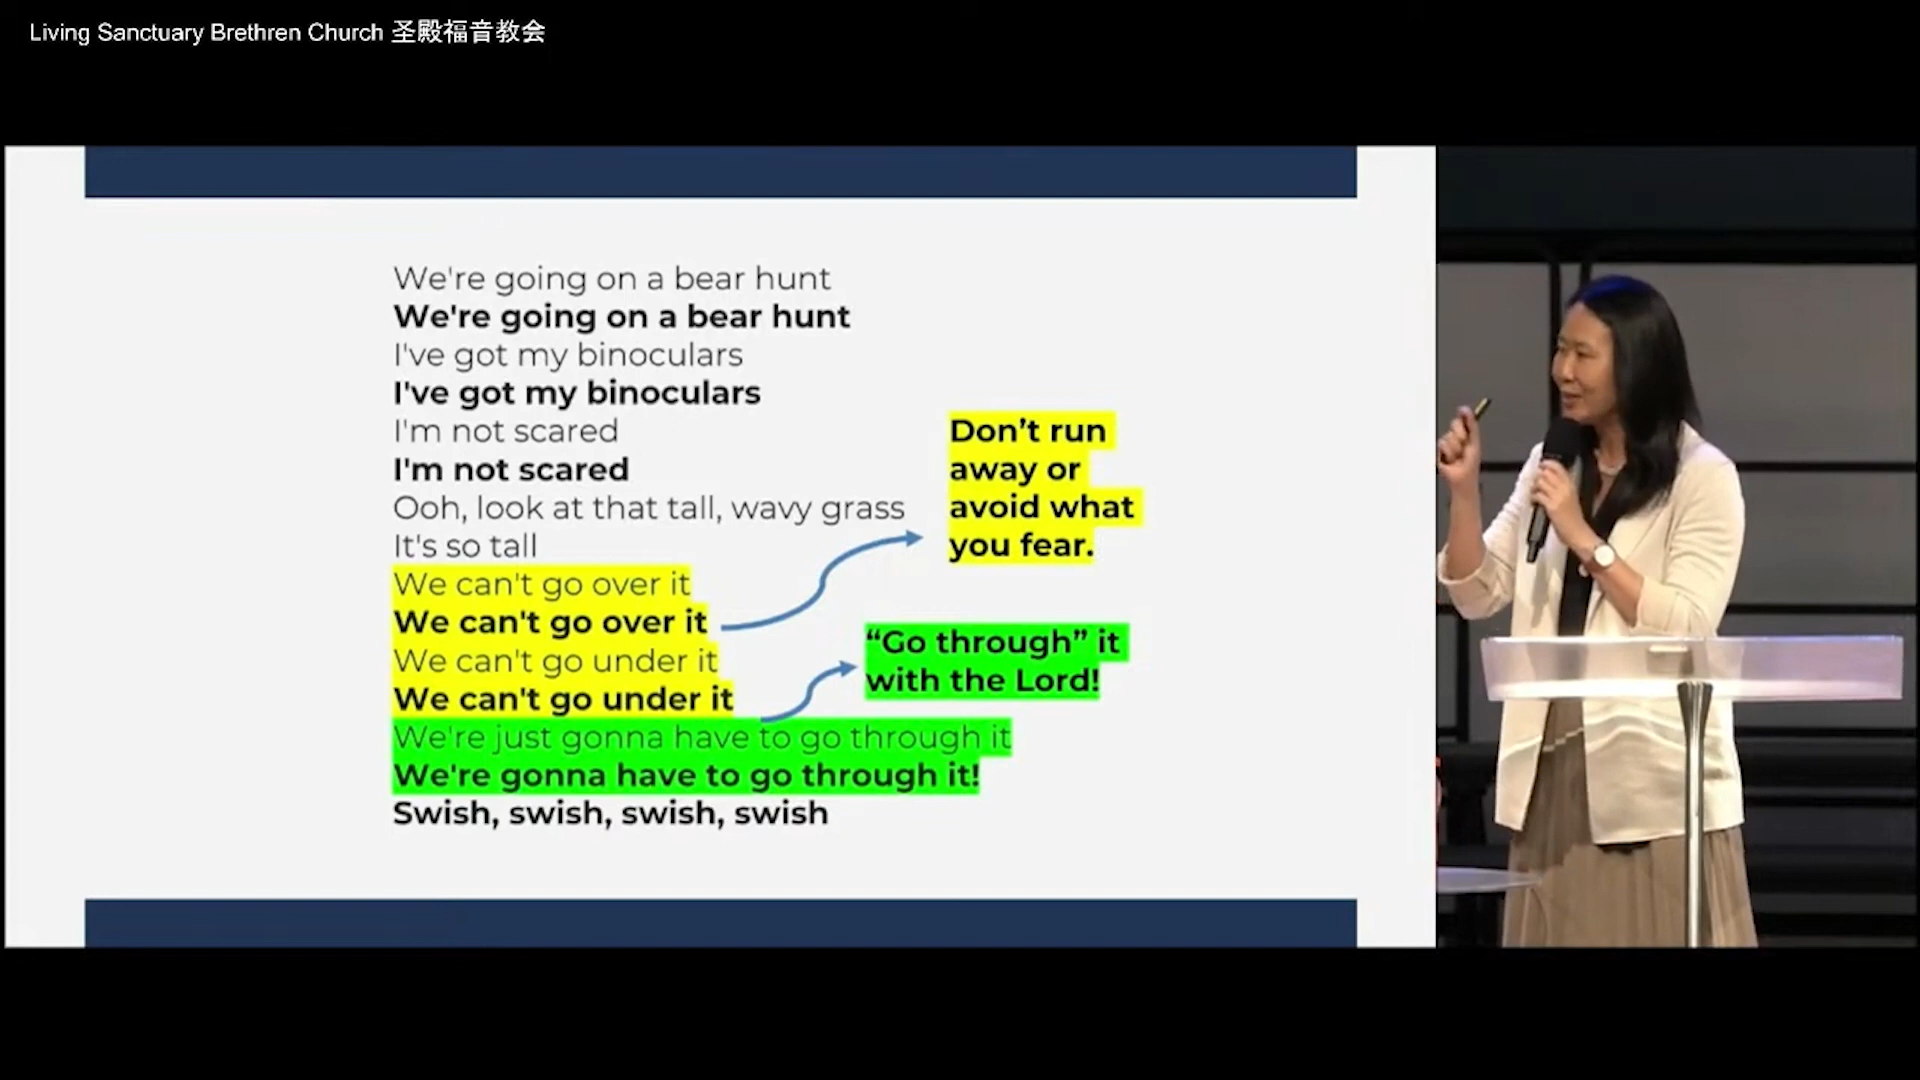 Living Sanctuary Brethren Church 圣殿福音教会
We're going on a bear hunt
We're going on a bear hunt
I've got my binoculars
I've got my binoculars
I'm not scared
I'm not scared
Ooh, look at that tall, wavy grass
It's so tall
We can't go over it
We can't go over it
We can't go under it
We can't go under it
We're just gonna have to go through it
We're gonna have to go through it!
Swish, swish, swish, swish
Don’t run
away or
avoid what
you fear.
“Go through” it
with the Lord!